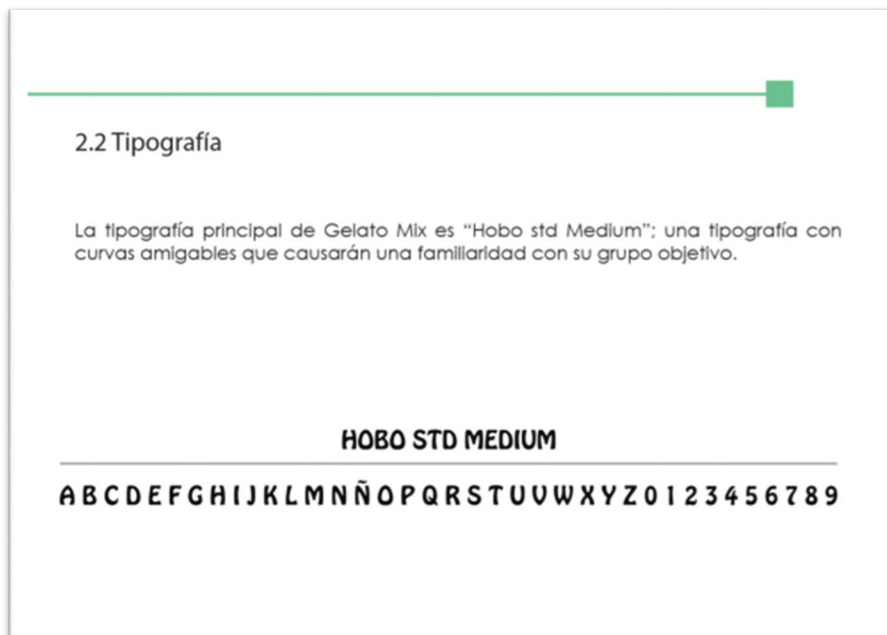 2.2 Tipografía
La tipografía principal de Gelato Mix es “Hobo std Medium”; una tipografía con
curvas amigables que causarán una familiaridad con su grupo objetivo.
HOBO STD MEDIUM
A B C D E F G H I J K L M N Ñ O P Q R S T U V W X Y Z 0 1 2 3 4 5 6 7 8 9